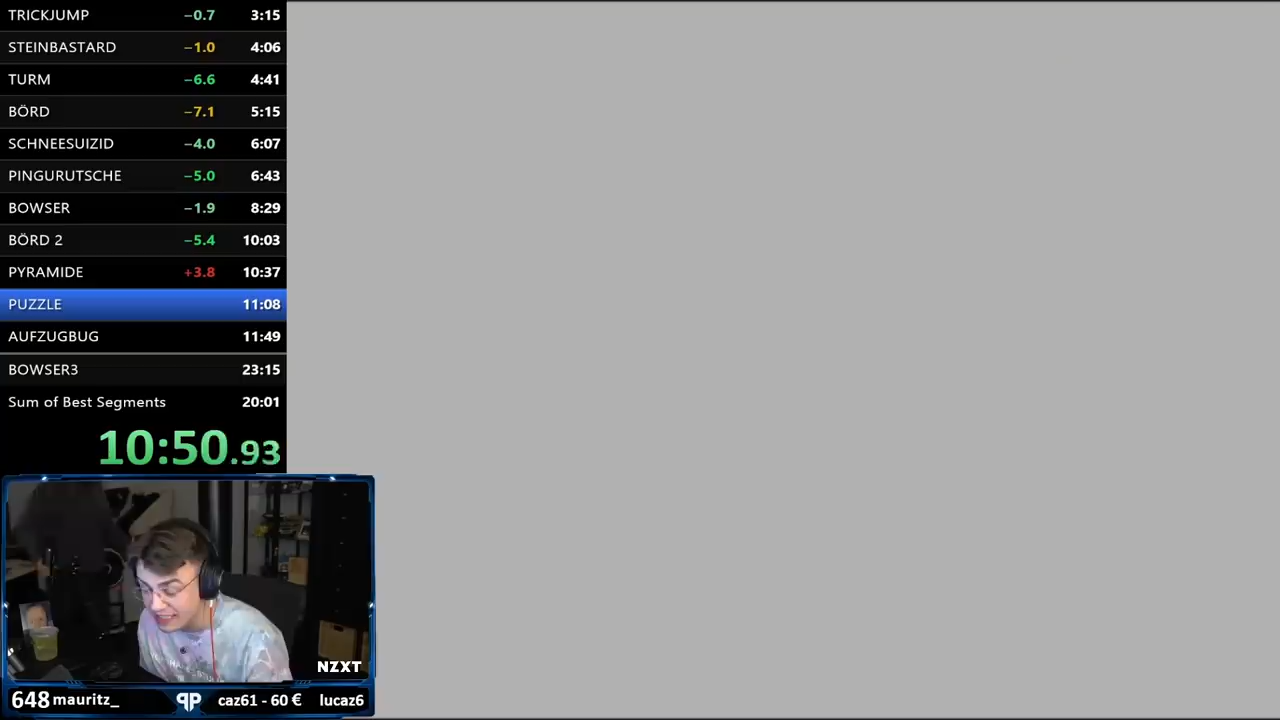 TRICKJUMP −0.7 3:15
STEINBASTARD −1.0 4:06
TURM −6.6 4:41
BÖRD −7.1 5:15
SCHNEESUIZID −4.0 6:07
PINGURUTSCHE −5.0 6:43
BOWSER −1.9 8:29
BÖRD 2 −5.4 10:03
PYRAMIDE +3.8 10:37
PUZZLE 11:08
AUFZUGBUG 11:49
BOWSER3 23:15
Sum of Best Segments 20:01
10:50.93
NZXT
648 mauritz_ caz61 - 60 € lucaz6